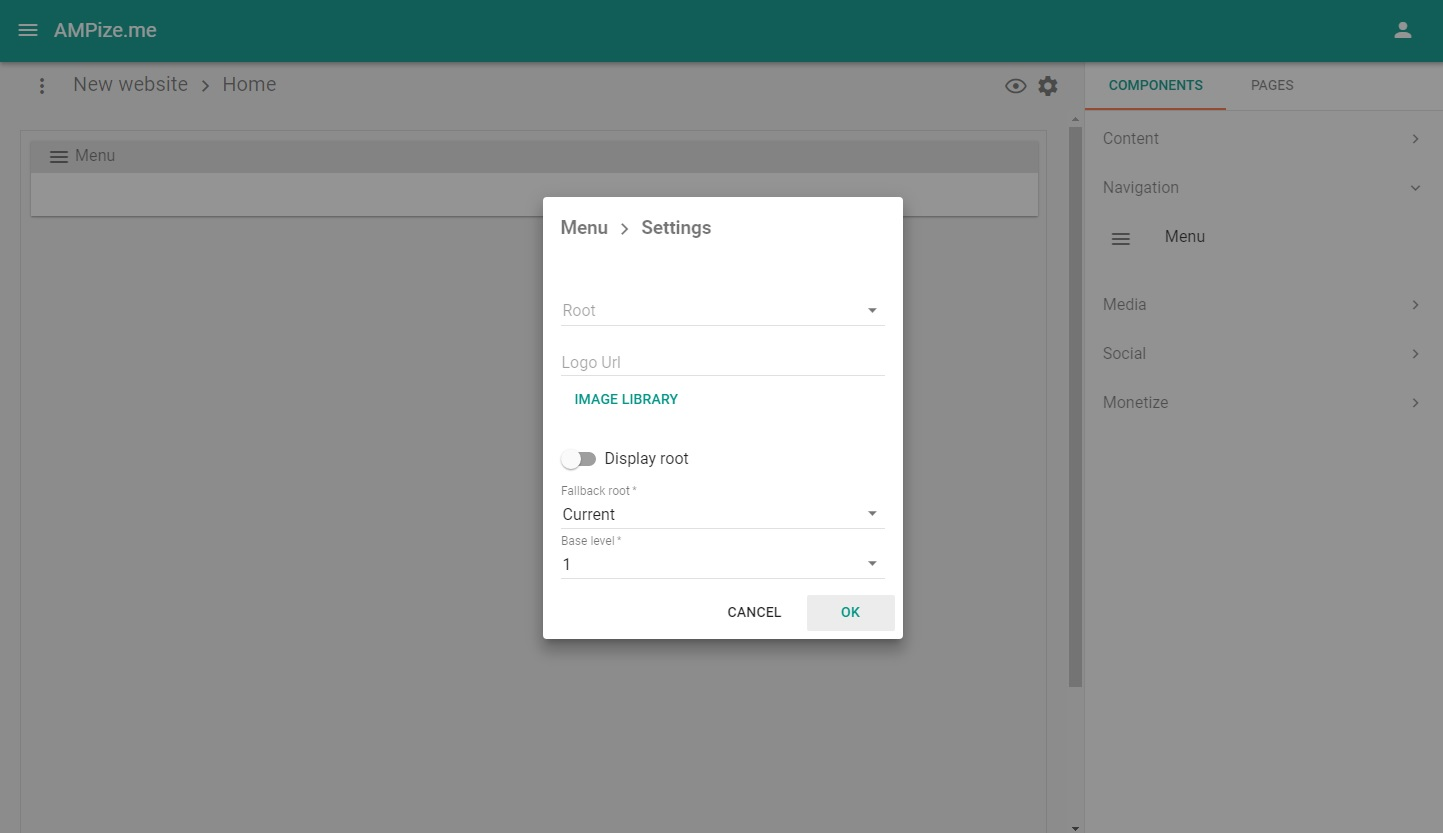 AMPize.me
New website > Home
COMPONENTS PAGES
Menu
Content
Navigation
Menu
Media
Social
Monetize
Menu > Settings
Root
Logo Url
IMAGE LIBRARY
Display root
Fallback root *
Current
Base level *
1
CANCEL OK